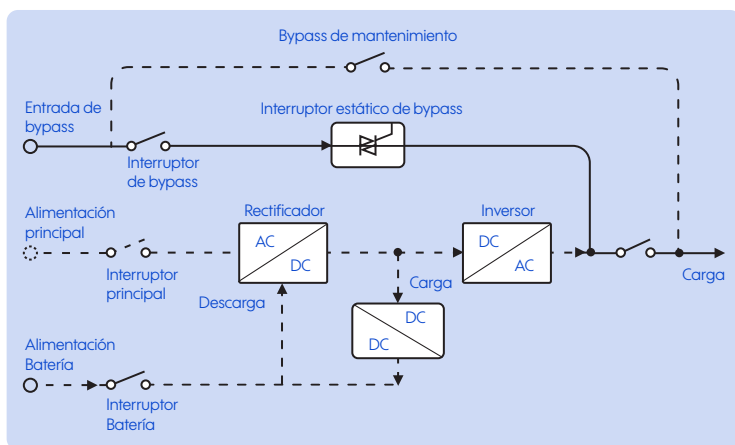 Bypass de mantenimiento
Entrada de
bypass
Interruptor estático de bypass
Interruptor
de bypass
Alimentación
principal
Rectificador
Inversor
AC
DC
DC
AC
Interruptor
principal
Descarga
Carga
Carga
DC
DC
Alimentación
Batería
Interruptor
Batería